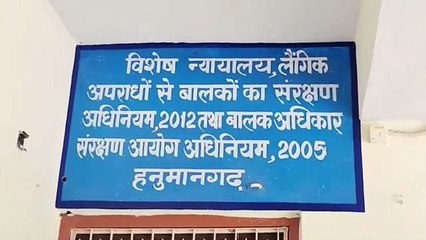 विशेष न्यायालय, लैंगिक
अपराधों से बालकों का संरक्षण
अधिनियम, 2012 तथा बालक अधिकार
संरक्षण आयोग अधिनियम, 2005
हनुमानगढ़